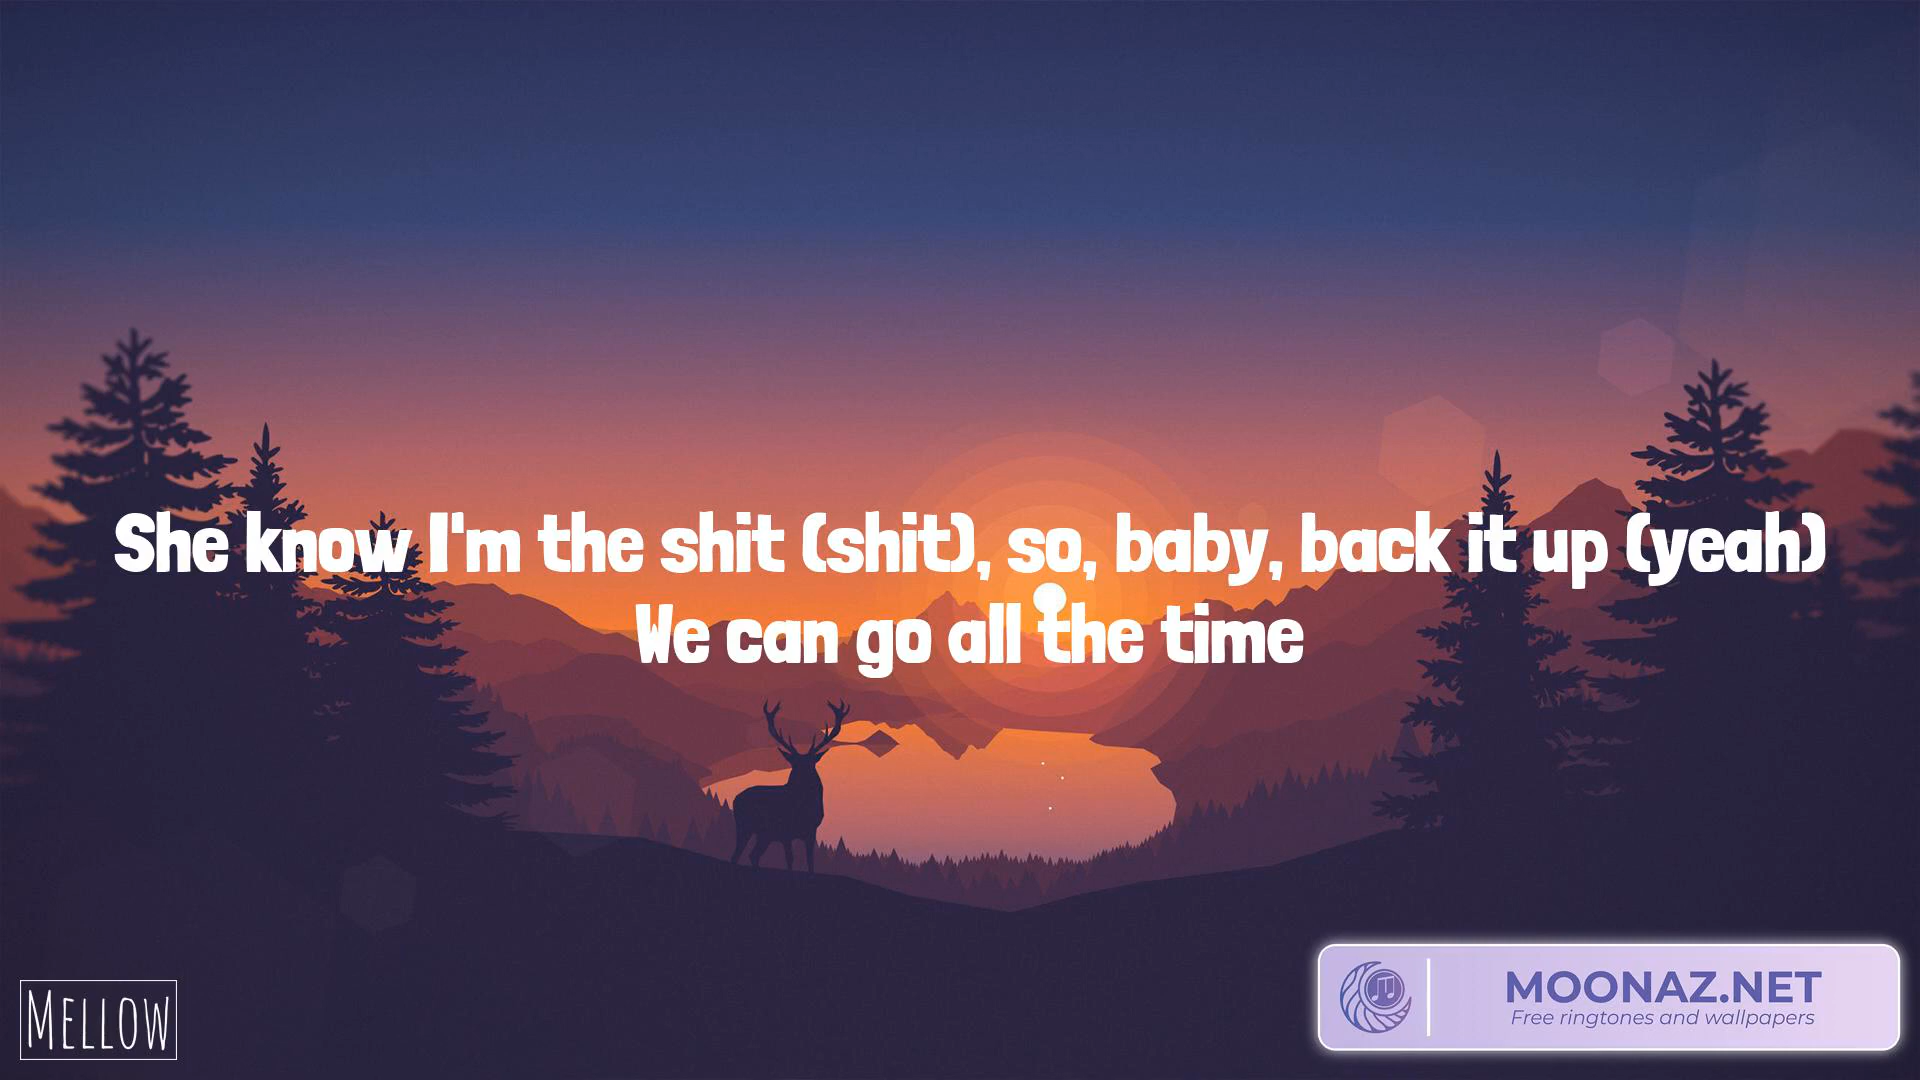 She know I'm the shit (shit), so, baby, back it up (yeah)
We can go all the time
MELLOW
MOONAZ.NET
Free ringtones and wallpapers